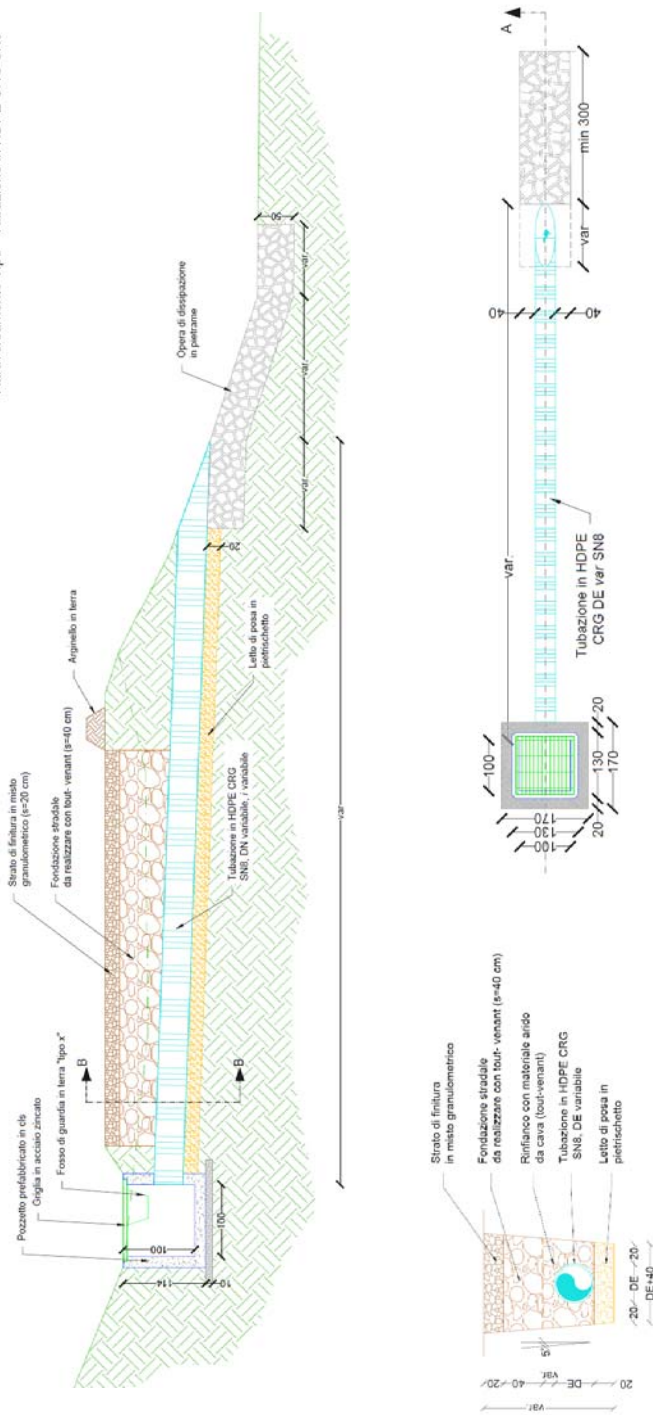 Pozzetto prefabbricato in cls
Griglia in acciaio zincato
Fosso di guardia in terra "tipo x"
Strato di finitura in misto
granulometrico (s=20 cm)
Fondazione stradale
da realizzare con tout- venant (s=40 cm)
Arginello in terra
Opera di dissipazione
in pietrame
Tubazione in HDPE CRG
SN8, DN variabile, i variabile
Letto di posa in
pietrischetto
B
B
100
114
10
100
20
50
var.
var.
var.
var
Strato di finitura
in misto granulometrico
Fondazione stradale
da realizzare con tout- venant (s=40 cm)
Rinfianco con materiale arido
da cava (tout-venant)
Tubazione in HDPE CRG
SN8, DE variabile
Letto di posa in
pietrischetto
var.
20
40
var.
DE
20
5
20
DE
20
DE+40
170
130
100
100
20
130
20
170
var.
Tubazione in HDPE
CRG DE var SN8
40
40
var
min 300
A